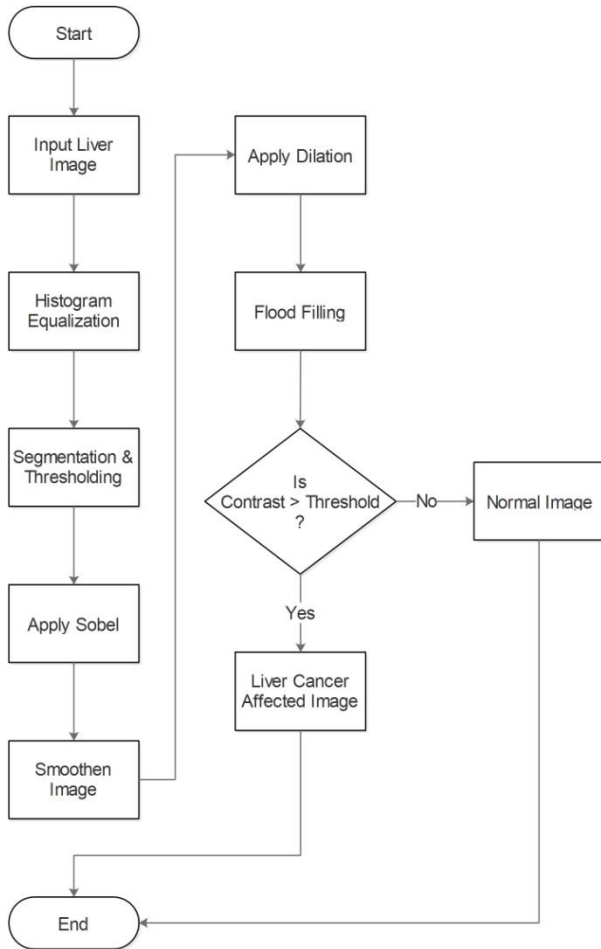 Start
Input Liver
Image
Histogram
Equalization
Segmentation &
Thresholding
Apply Sobel
Smoothen
Image
Apply Dilation
Flood Filling
Is
Contrast > Threshold
?
No
Normal Image
Yes
Liver Cancer
Affected Image
End